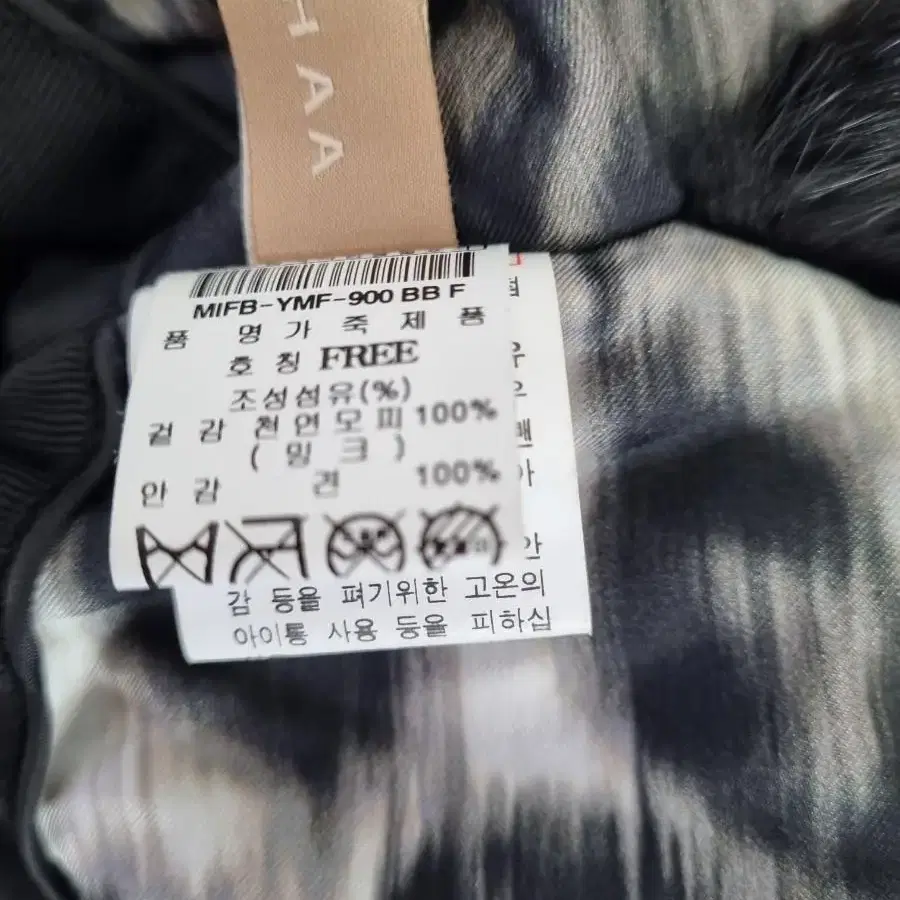 HAA
MIFB-YMF-900 BB F
품 명 가 죽 제 품
호 칭 FREE
조성섬유(%)
겉 감 천 연 모 피 100%
( 밍 크 )
안 감 견 100%
안
감 등을 펴기위한 고온의
아이롱 사용 등을 피하십